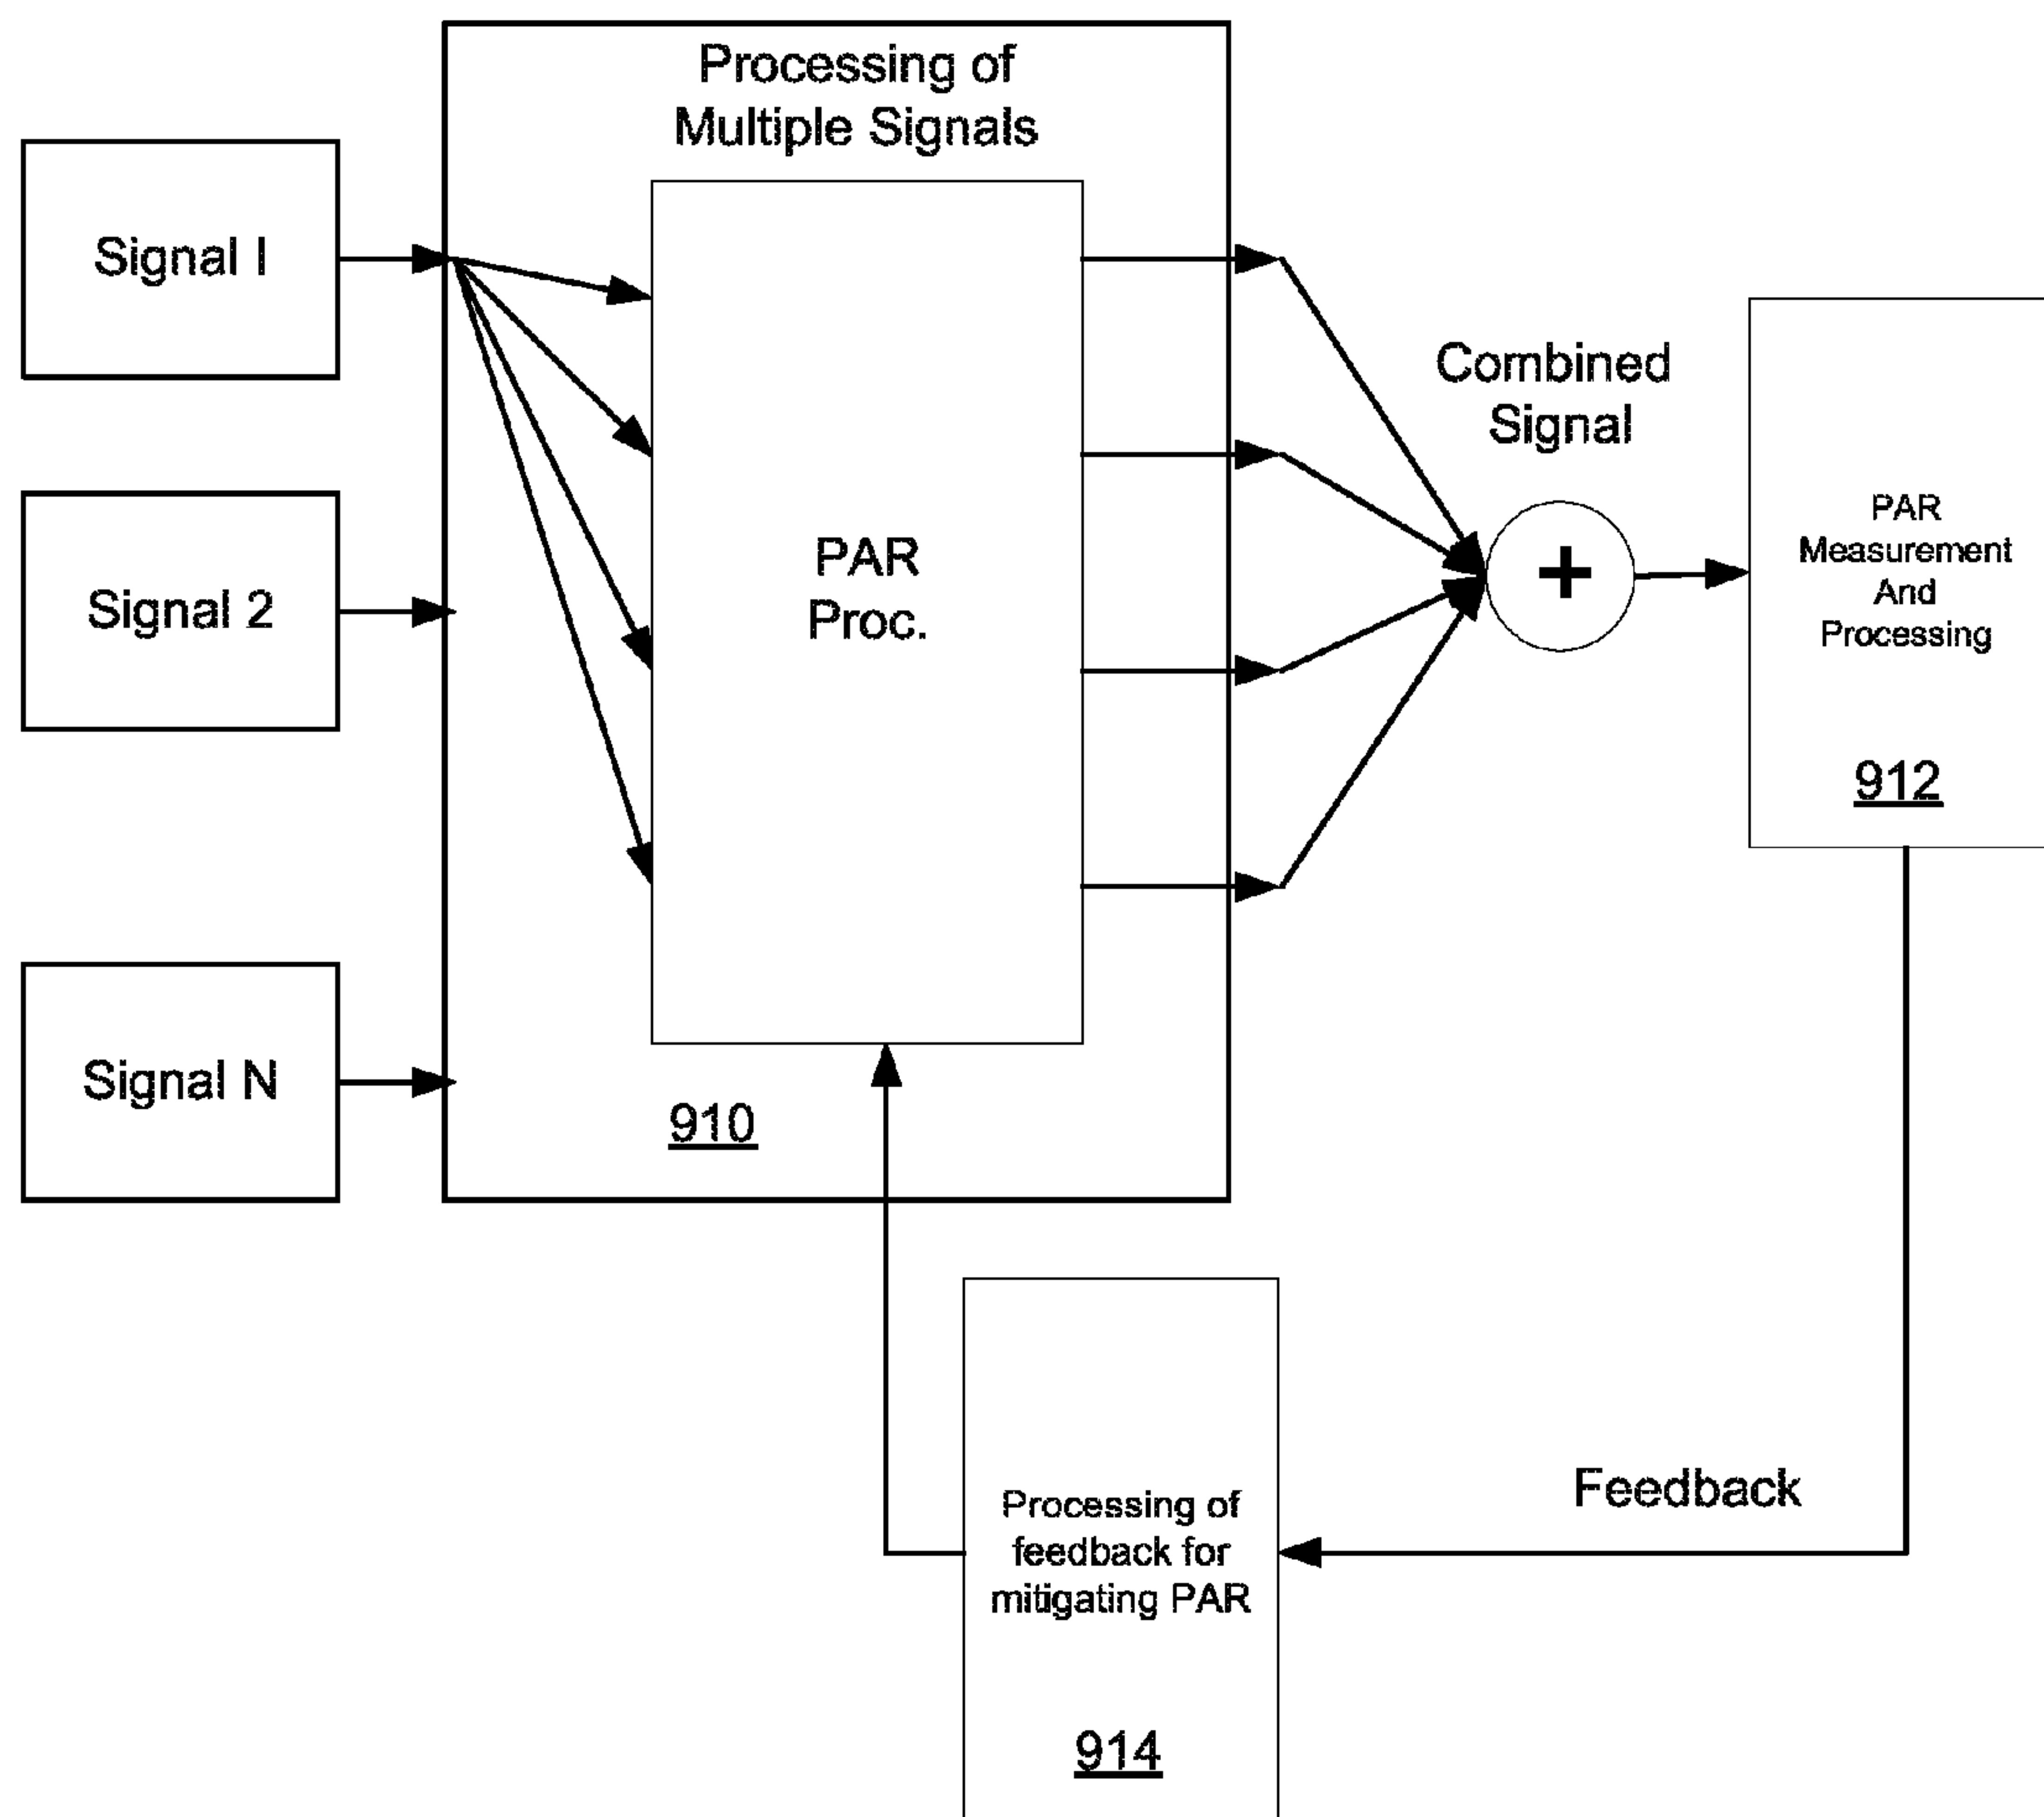 Processing of
Multiple Signals
Signal I
Signal 2
Signal N
PAR
Proc.
910
Combined
Signal
+
PAR
Measurement
And
Processing
912
Feedback
Processing of
feedback for
mitigating PAR
914